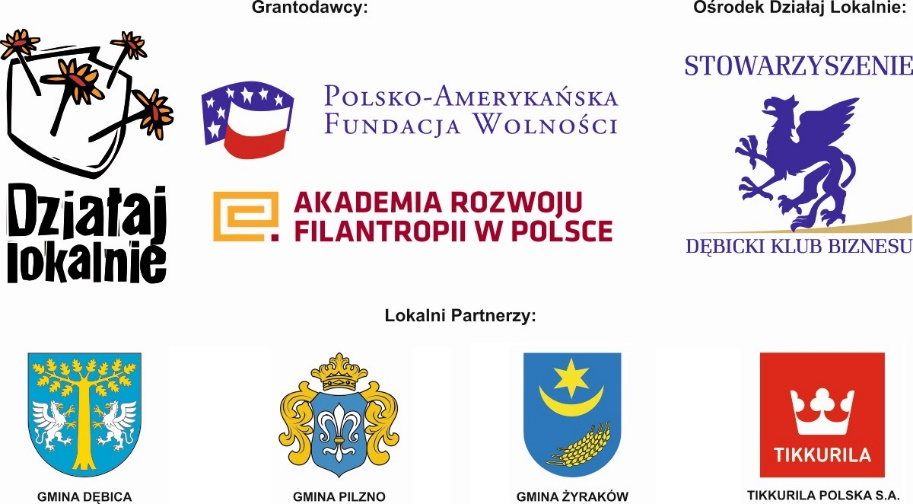 Grantodawcy:
Ośrodek Działaj Lokalnie:
Działaj
lokalnie
POLSKO-AMERYKAŃSKA
FUNDACJA WOLNOŚCI
AKADEMIA ROZWOJU
FILANTROPII W POLSCE
STOWARZYSZENIE
DĘBICKI KLUB BIZNESU
Lokalni Partnerzy:
GMINA DĘBICA
GMINA PILZNO
GMINA ŻYRAKÓW
TIKKURILA
TIKKURILA POLSKA S.A.